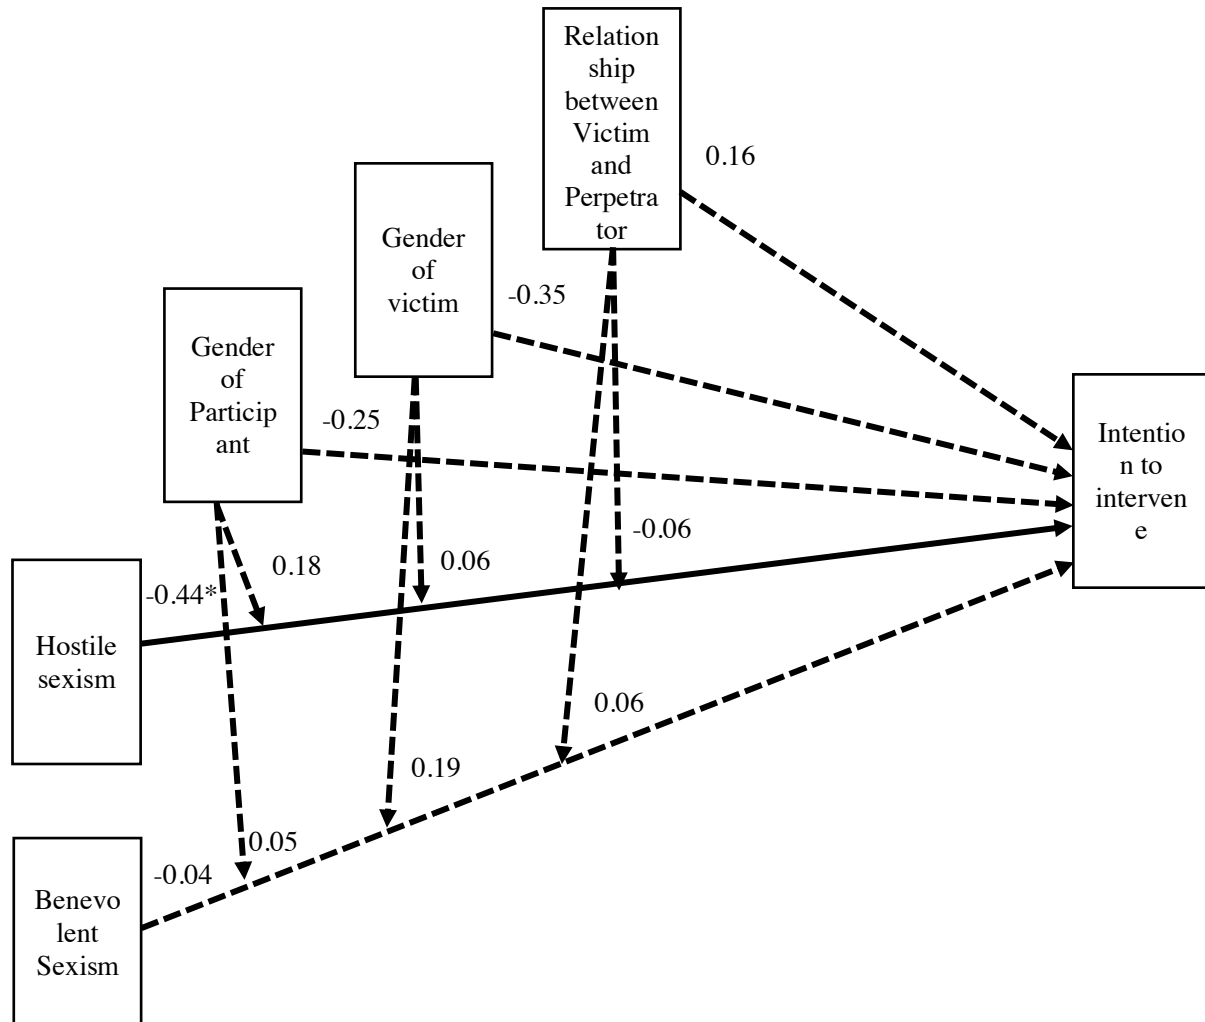 Relation
ship
between
Victim
and
Perpetra
tor
0.16
Gender
of
victim
-0.35
Gender
of
Particip
ant
-0.25
Intentio
n to
interven
e
-0.06
0.06
0.18
-0.44*
Hostile
sexism
0.06
0.19
0.05
-0.04
Benevo
lent
Sexism